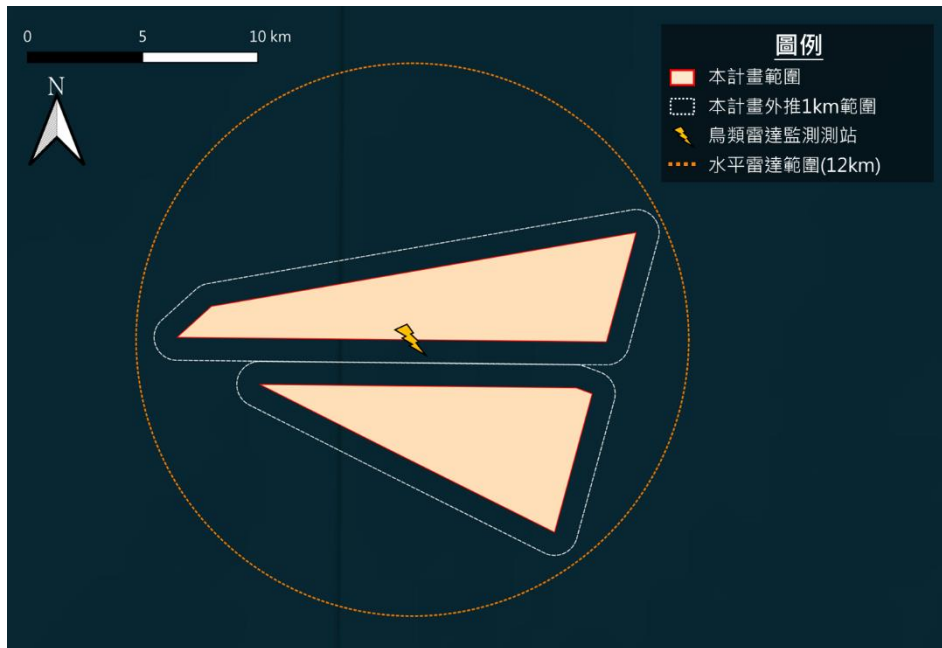 0 5 10 km
N
圖例
本計畫範圍
本計畫外推1km範圍
鳥類雷達監測測站
水平雷達範圍(12km)